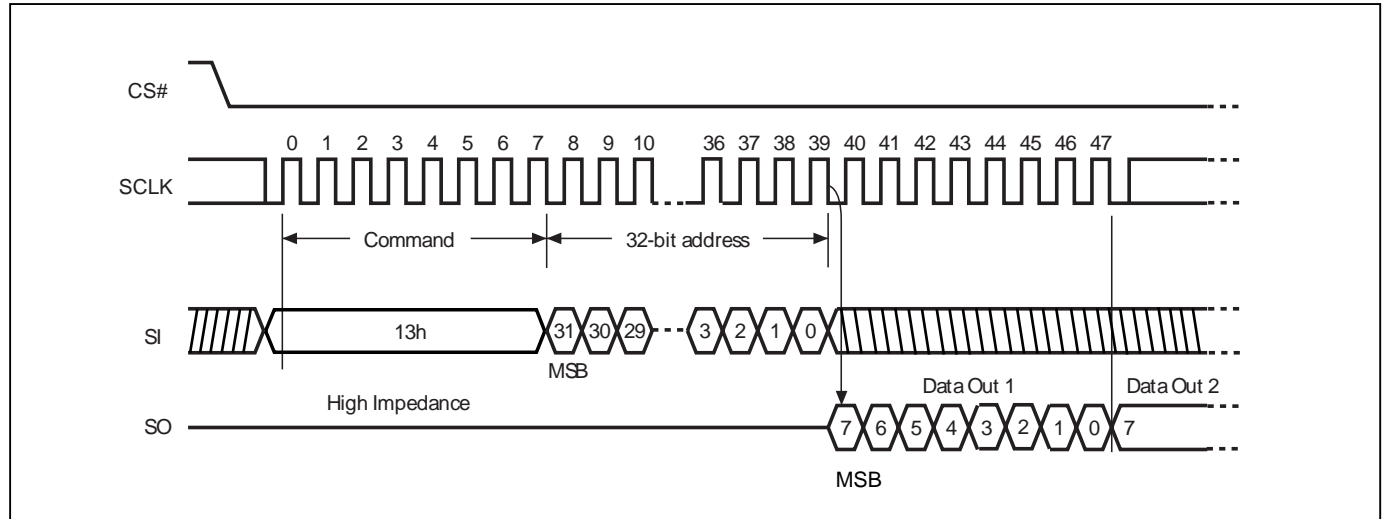 CS#
0 1 2 3 4 5 6 7 8 9 10 36 37 38 39 40 41 42 43 44 45 46 47
SCLK
Command 32-bit address
SI 13h 31 30 29 3 2 1 0
MSB
High Impedance Data Out 1 Data Out 2
SO 7 6 5 4 3 2 1 0 7
MSB